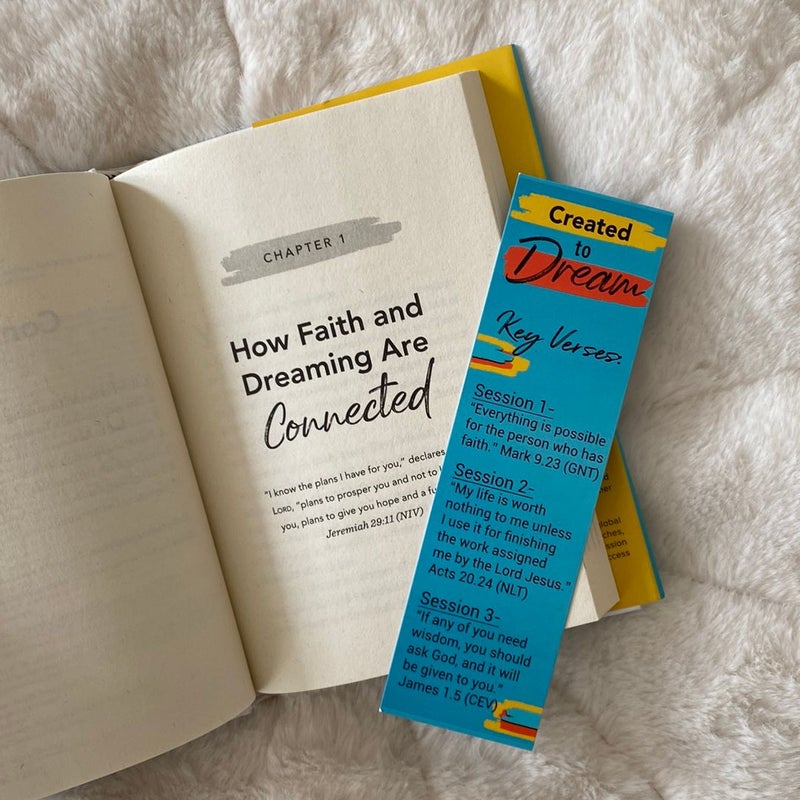 CHAPTER 1
How Faith and
Dreaming Are
Connected
"I know the plans I have for you," declares
LORD, "plans to prosper you and not to
you, plans to give you hope and a
Jeremiah 29:11 (NIV)
Created
to
Dream
Key Verses:
Session 1-
"Everything is possible
for the person who has
faith." Mark 9.23 (GNT)
Session 2-
"My life is worth
nothing to me unless
I use it for finishing
the work assigned
me by the Lord Jesus."
Acts 20.24 (NLT)
Session 3-
"If any of you need
wisdom, you should
ask God, and it will
be given to you."
James 1.5 (CEV)